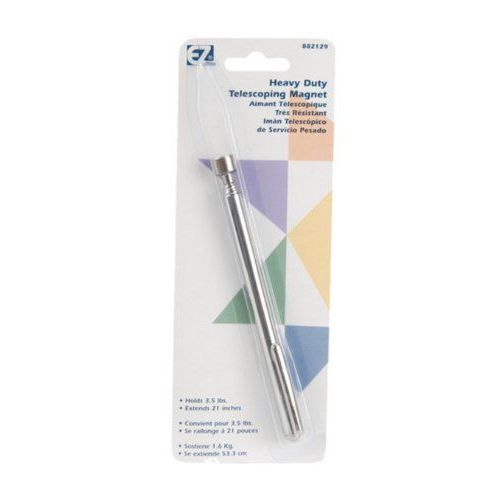 EZ
882129
Heavy Duty
Telescoping Magnet
Aimant Télescopique
Très Résistant
Imán Telescópico
de Servicio Pesado
• Holds 3.5 lbs.
• Extends 21 inches
• Convient pour 3.5 lbs.
• Se rallonge à 21 pouces
• Sostiene 1.6 Kg.
• Se extiende 53.3 cm